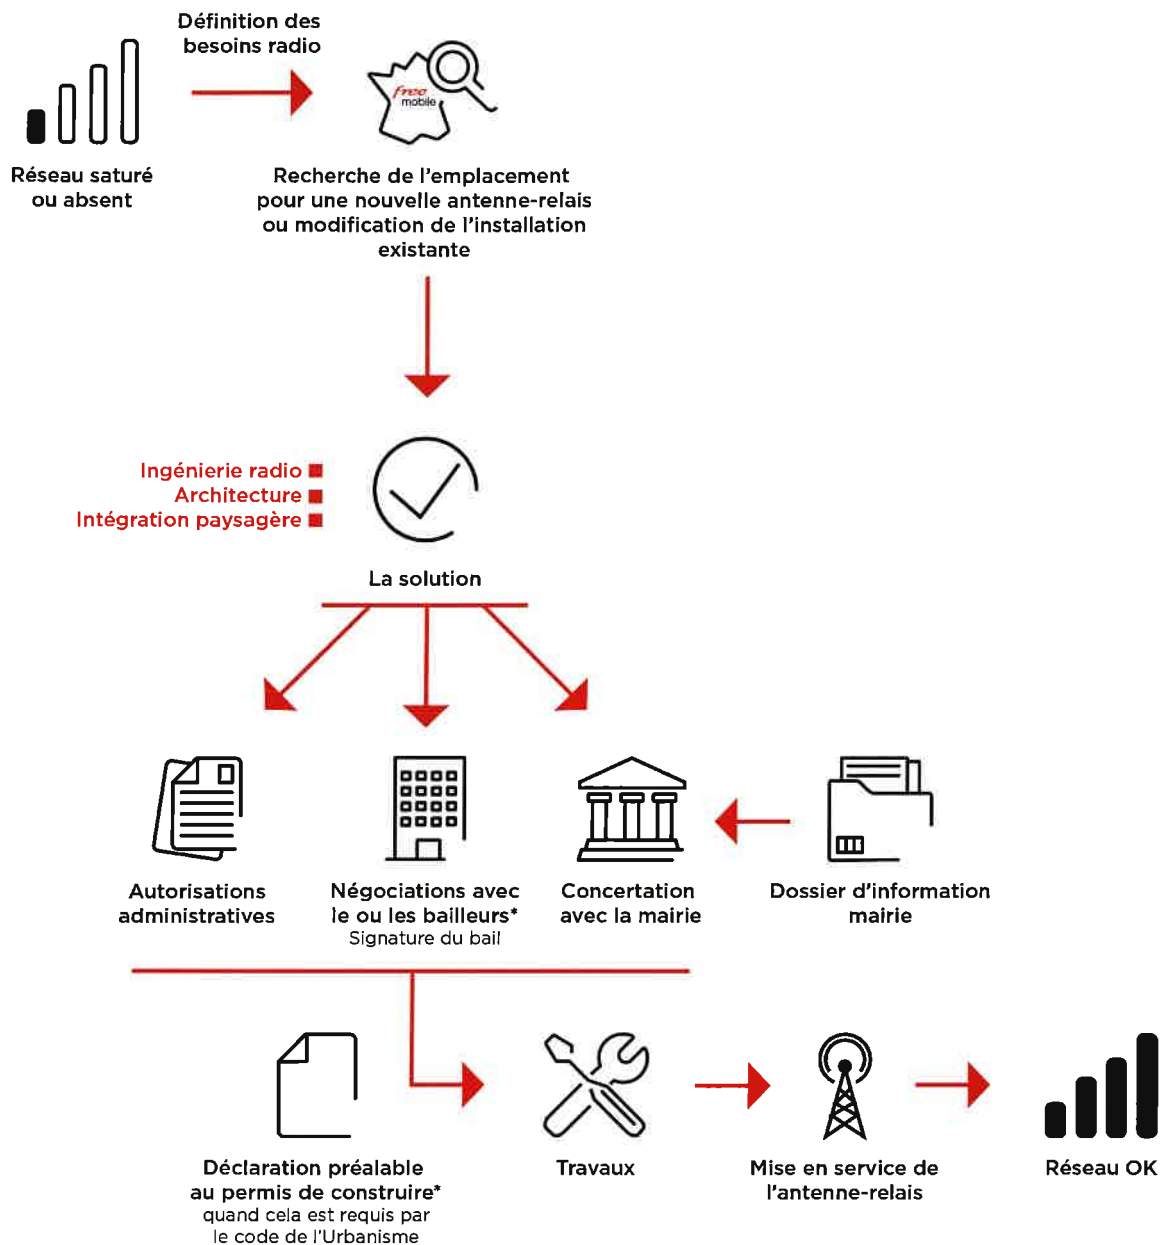 Définition des
besoins radio
free
mobile
Réseau saturé
ou absent
Recherche de l'emplacement
pour une nouvelle antenne-relais
ou modification de l'installation
existante
Ingénierie radio
Architecture
Intégration paysagère
La solution
Autorisations
administratives
Négociations avec
le ou les bailleurs*
Signature du bail
Concertation
avec la mairie
Dossier d'information
mairie
Déclaration préalable
au permis de construire*
quand cela est requis par
le code de l'Urbanisme
Travaux
Mise en service de
l'antenne-relais
Réseau OK